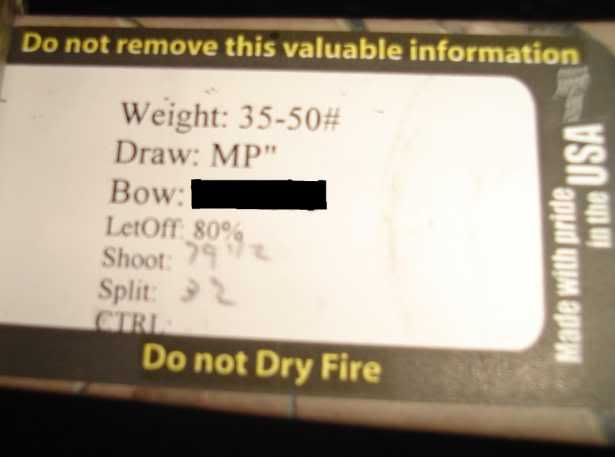 Do not remove this valuable information
Weight: 35-50#
Draw: MP"
Bow:
LetOff: 80%
Shoot: 79 1/2
Split: 32
CTRL:
Do not Dry Fire
Made with pride
in the USA